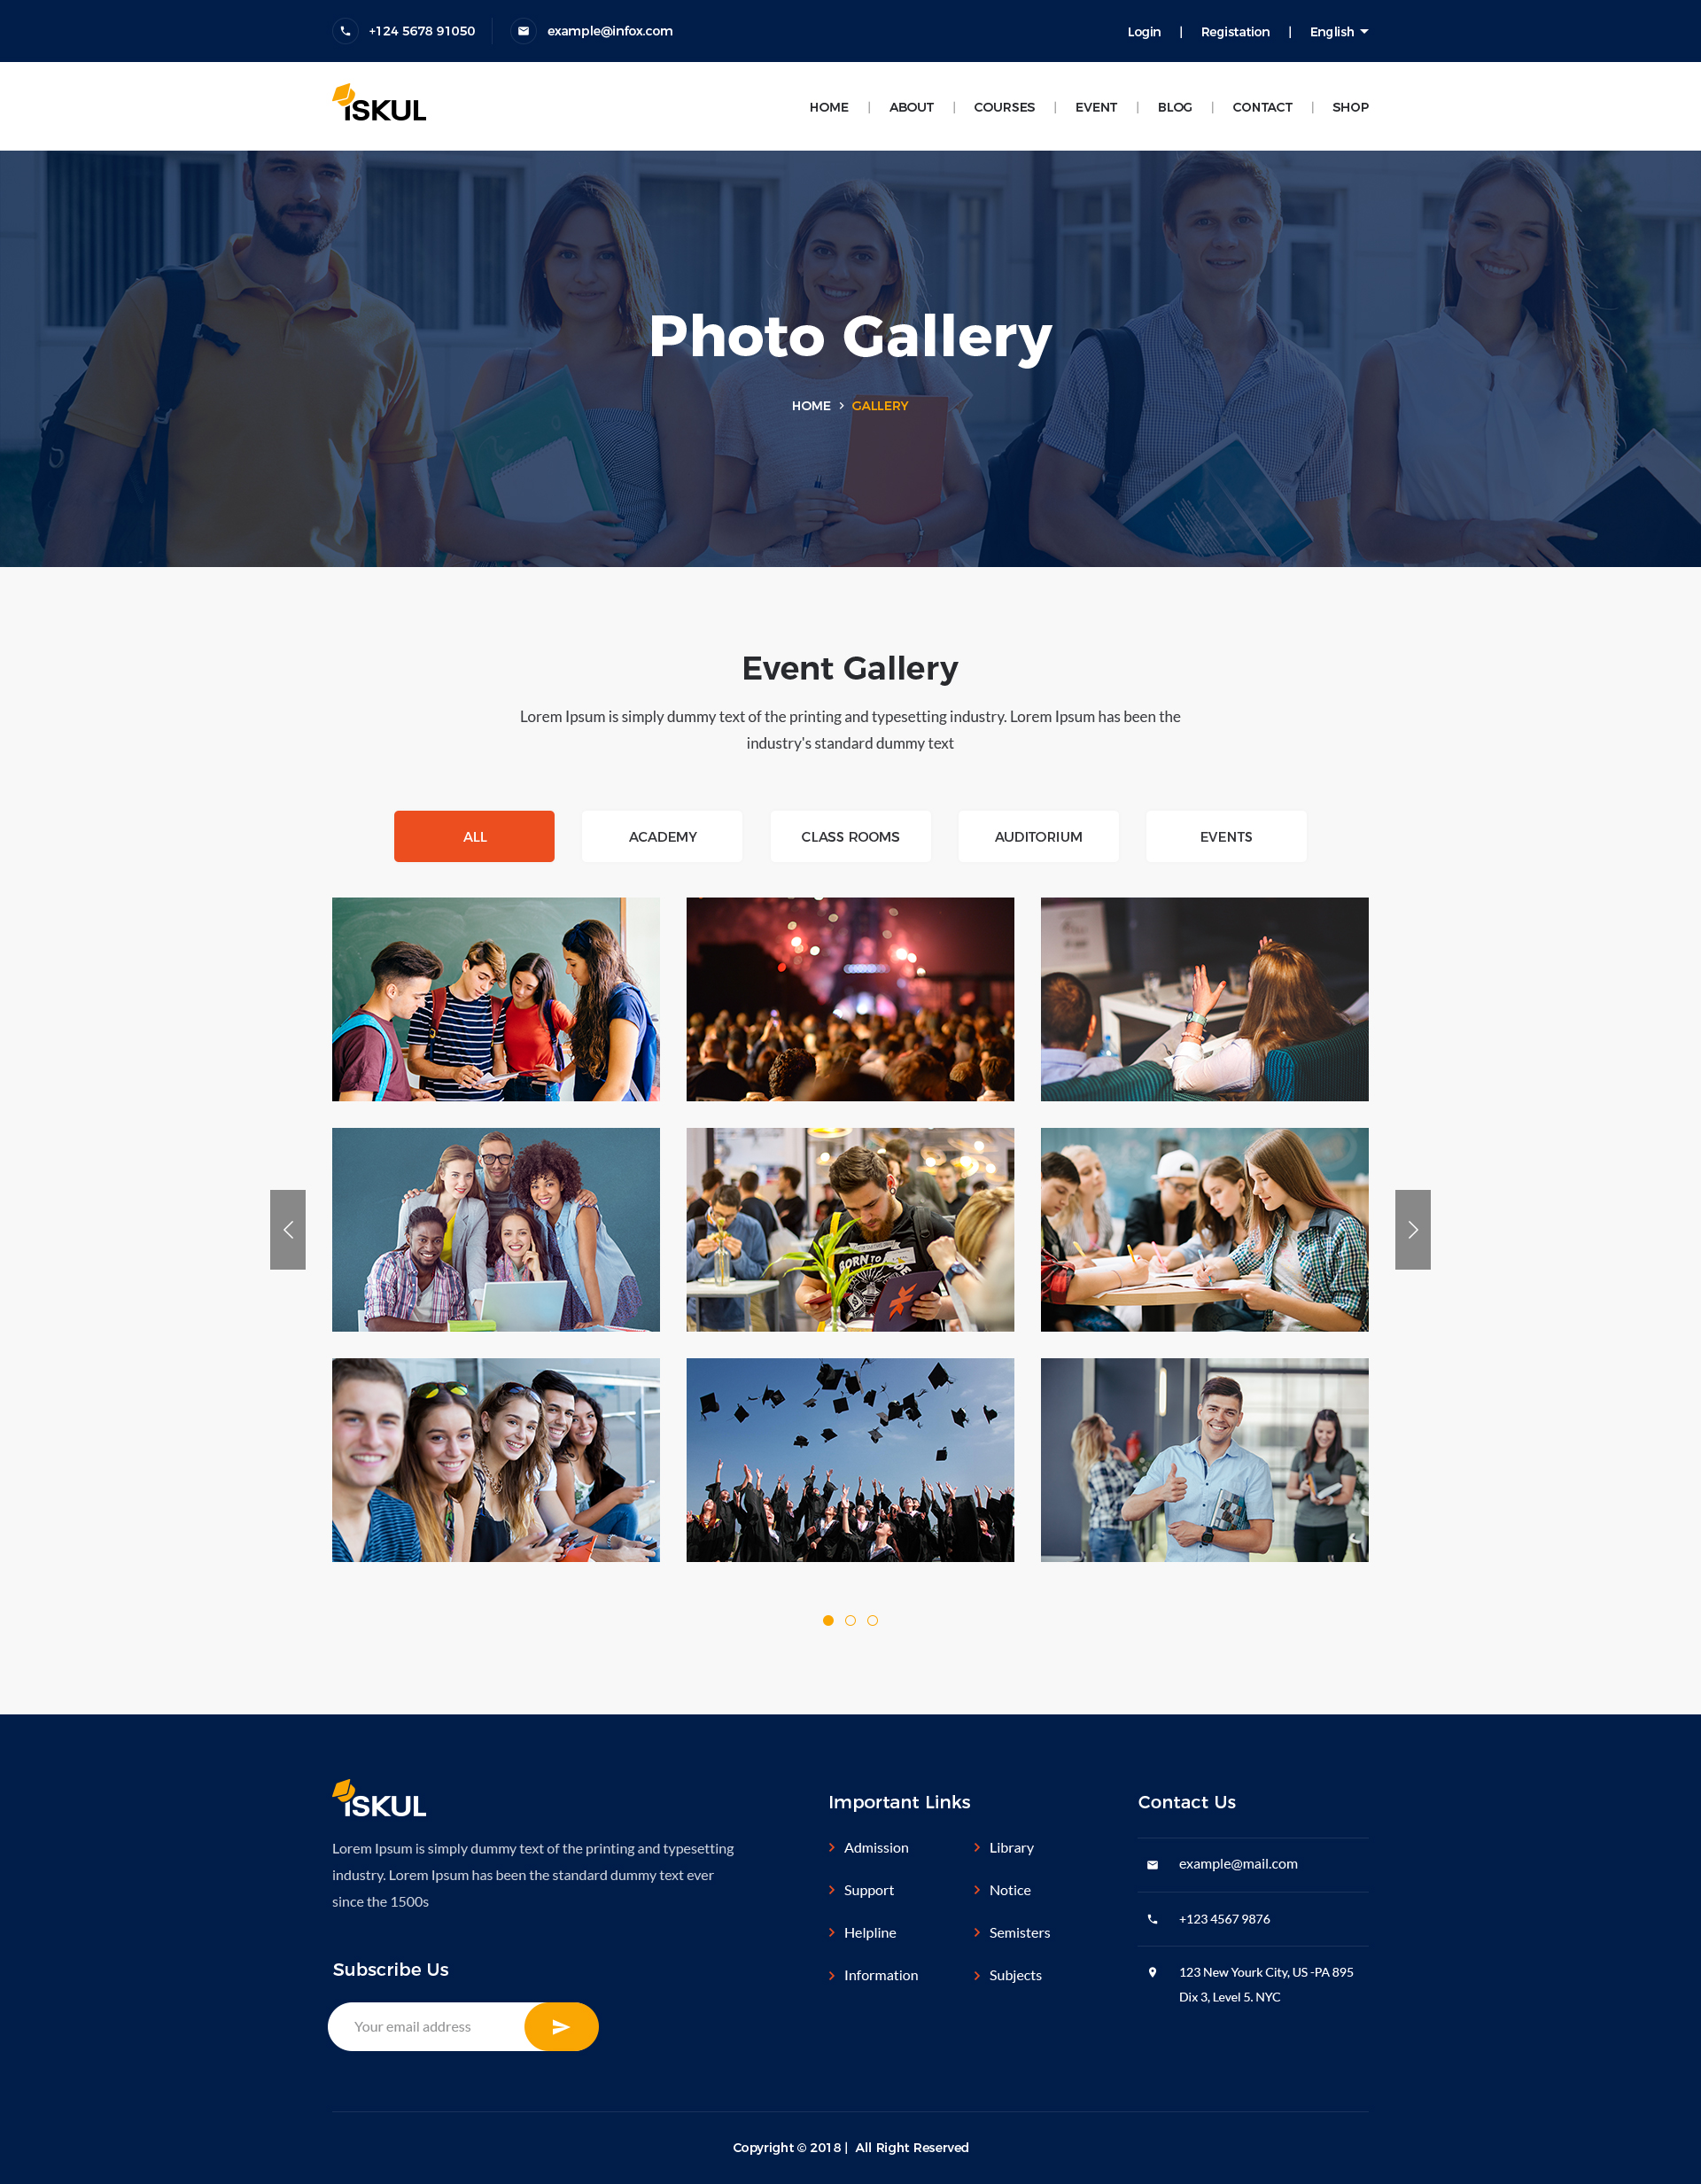 +124 5678 91050
example@infox.com
Login | Registation | English
ISKUL
HOME | ABOUT | COURSES | EVENT | BLOG | CONTACT | SHOP
Photo Gallery
HOME > GALLERY
Event Gallery
Lorem Ipsum is simply dummy text of the printing and typesetting industry. Lorem Ipsum has been the
industry's standard dummy text
ALL
ACADEMY
CLASS ROOMS
AUDITORIUM
EVENTS
BORN TO
ISKUL
Lorem Ipsum is simply dummy text of the printing and typesetting
industry. Lorem Ipsum has been the standard dummy text ever
since the 1500s
Subscribe Us
Your email address
Important Links
Admission
Library
Support
Notice
Helpline
Semisters
Information
Subjects
Contact Us
example@mail.com
+123 4567 9876
123 New Yourk City, US -PA 895
Dix 3, Level 5. NYC
Copyright © 2018 | All Right Reserved